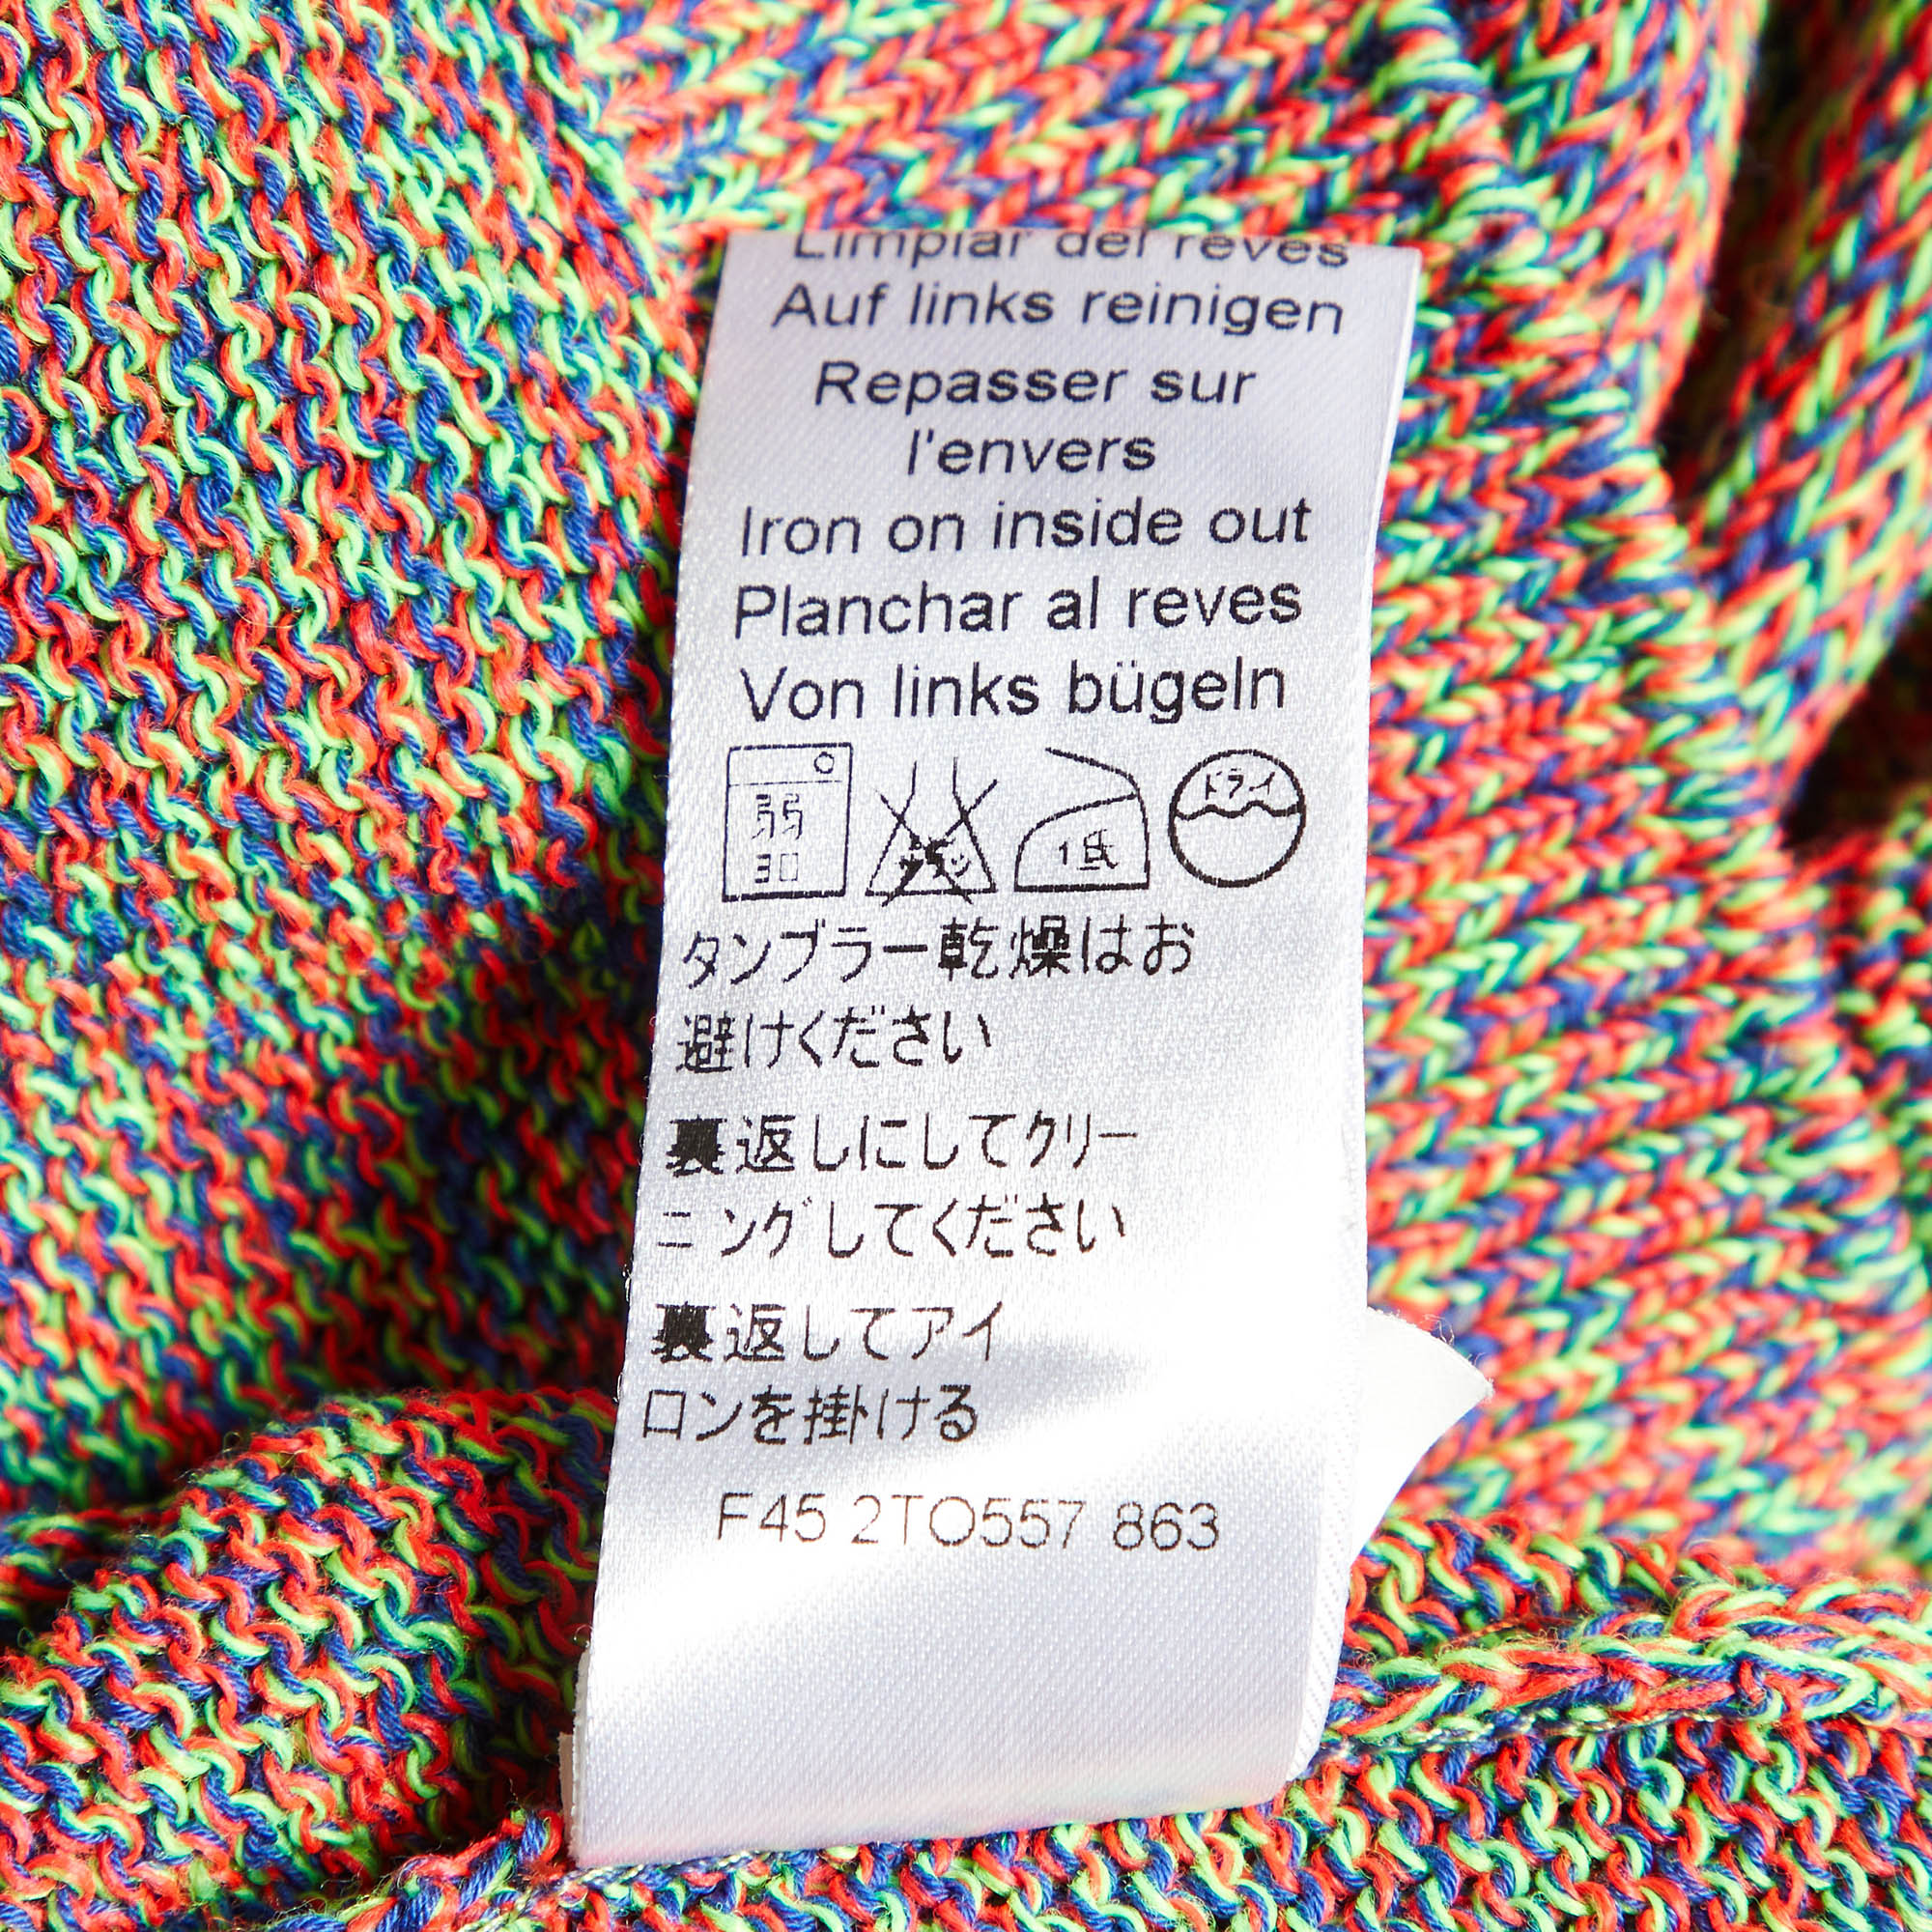 Limpiar del reves
Auf links reinigen
Repasser sur
l'envers
Iron on inside out
Planchar al reves
Von links bügeln
弱 30 1低 ドライ
タンブラー乾燥はお
避けください
裏返しにしてクリー
ニングしてください
裏返してアイ
ロンを掛ける
F45 2TO557 863